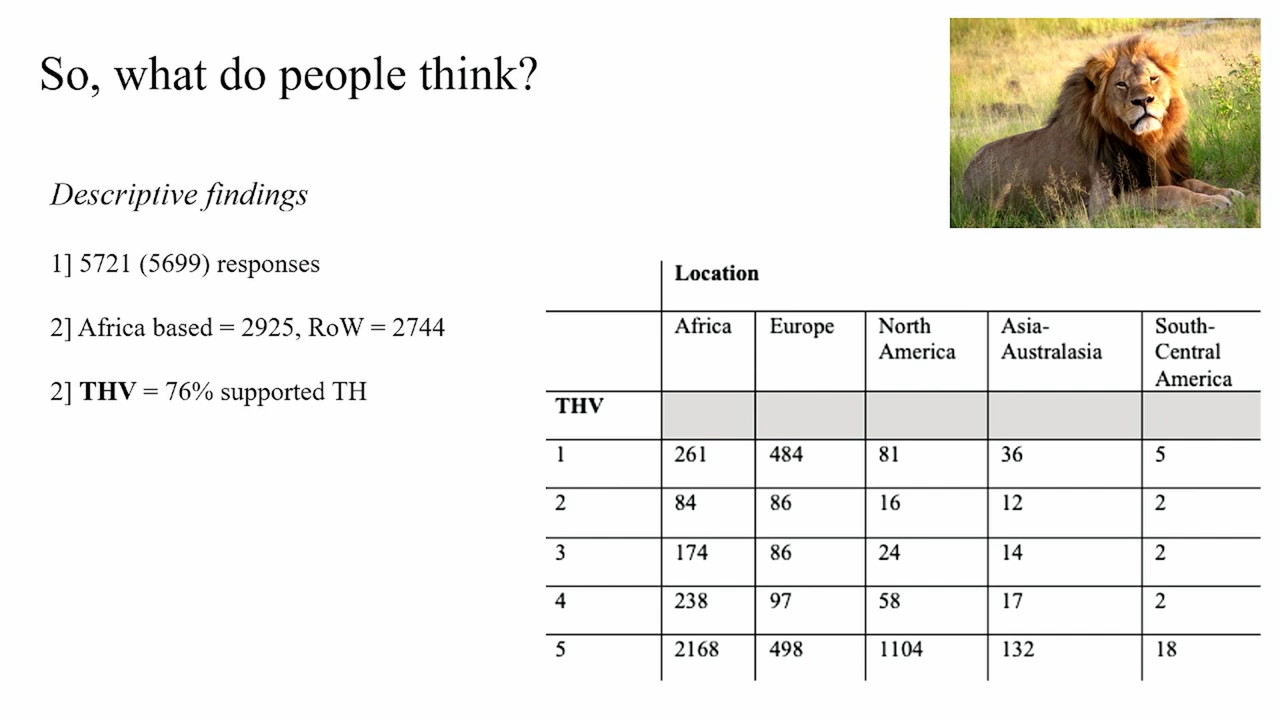 So, what do people think?
Descriptive findings
1] 5721 (5699) responses
2] Africa based = 2925, RoW = 2744
2] THV = 76% supported TH
Location
Africa Europe North America Asia-Australasia South-Central America
THV
1 261 484 81 36 5
2 84 86 16 12 2
3 174 86 24 14 2
4 238 97 58 17 2
5 2168 498 1104 132 18